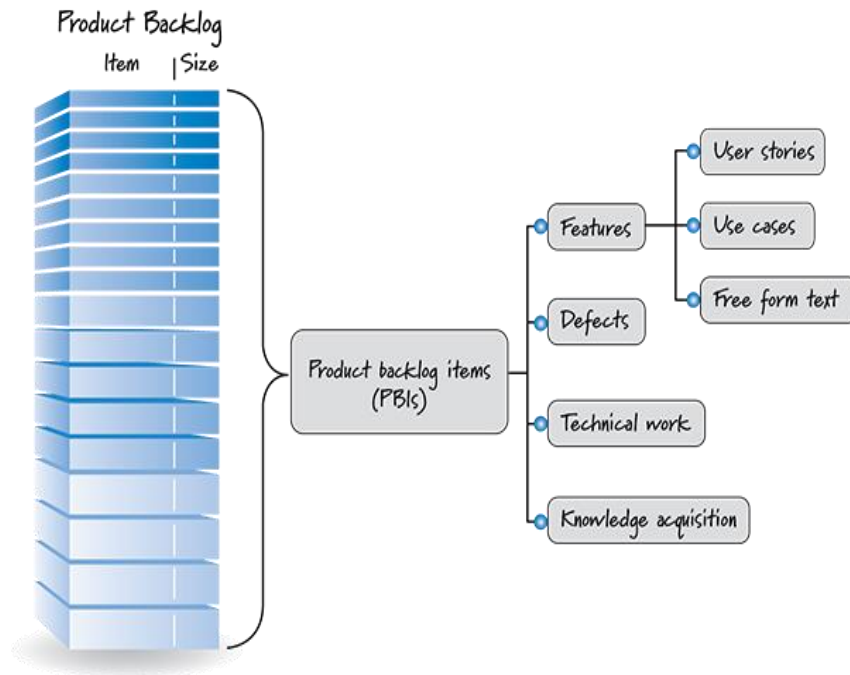 Product Backlog
Item | Size
User stories
Features
Use cases
Free form text
Defects
Product backlog items
(PBIs)
Technical work
Knowledge acquisition